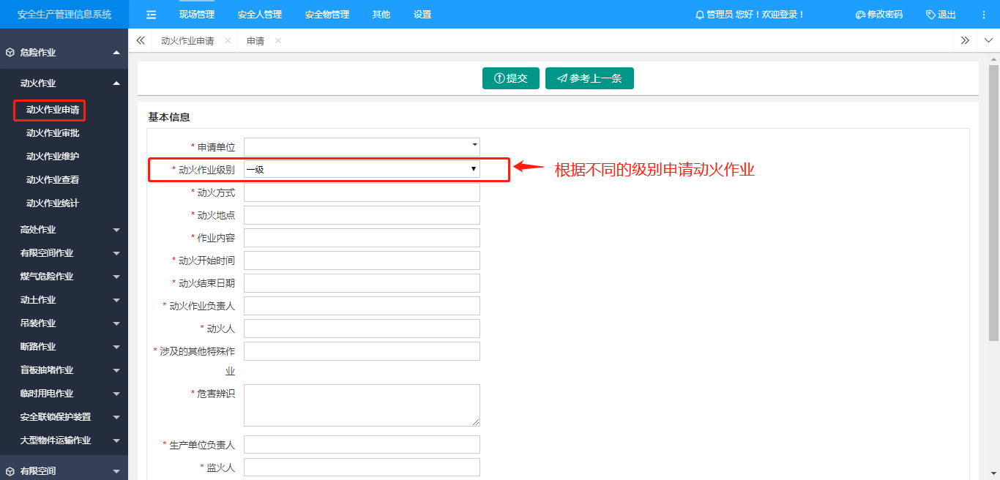 安全生产管理信息系统
现场管理 安全人管理 安全物管理 其他 设置
管理员 您好！欢迎登录！ 修改密码 退出
动火作业申请 申请
危险作业
动火作业
动火作业申请
动火作业审批
动火作业维护
动火作业查看
动火作业统计
高处作业
有限空间作业
煤气危险作业
动土作业
吊装作业
断路作业
盲板抽堵作业
临时用电作业
安全联锁保护装置
大型物件运输作业
有限空间
提交 参考上一条
基本信息
* 申请单位
* 动火作业级别 一级
根据不同的级别申请动火作业
* 动火方式
* 动火地点
* 作业内容
* 动火开始时间
* 动火结束日期
* 动火作业负责人
* 动火人
* 涉及的其他特殊作
业
* 危害辨识
* 生产单位负责人
* 监火人